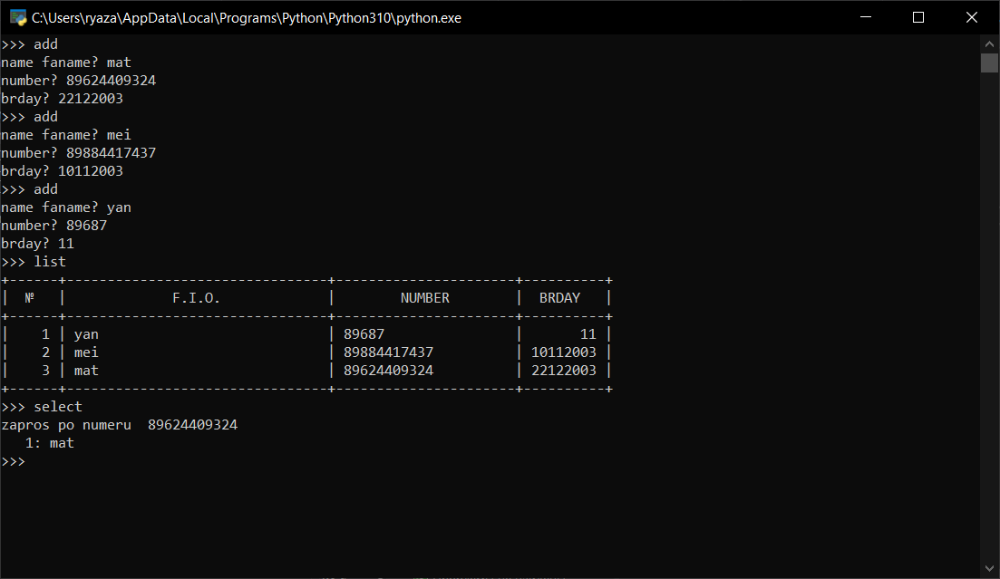 C:\Users\ryaza\AppData\Local\Programs\Python\Python310\python.exe
>>> add
name faname? mat
number? 89624409324
brday? 22122003
>>> add
name faname? mei
number? 89884417437
brday? 10112003
>>> add
name faname? yan
number? 89687
brday? 11
>>> list
+------+--------------------------------+----------------------+----------+
|  №   |             F.I.O.             |        NUMBER        |  BRDAY   |
+------+--------------------------------+----------------------+----------+
|    1 | yan                            | 89687                |       11 |
|    2 | mei                            | 89884417437          | 10112003 |
|    3 | mat                            | 89624409324          | 22122003 |
+------+--------------------------------+----------------------+----------+
>>> select
zapros po numeru  89624409324
   1: mat
>>>